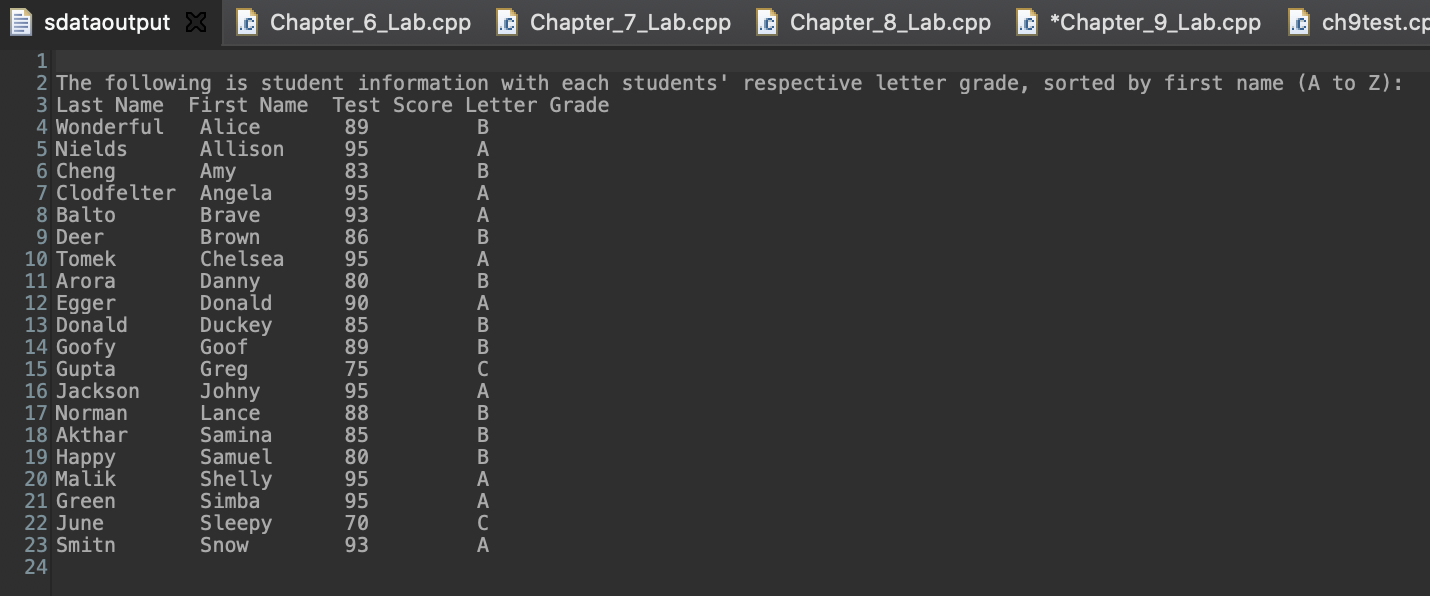 sdataoutput Chapter_6_Lab.cpp Chapter_7_Lab.cpp Chapter_8_Lab.cpp *Chapter_9_Lab.cpp ch9test.cp
1
2 The following is student information with each students' respective letter grade, sorted by first name (A to Z):
3 Last Name  First Name  Test Score Letter Grade
4 Wonderful   Alice       89         B
5 Nields      Allison     95         A
6 Cheng       Amy         83         B
7 Clodfelter  Angela      95         A
8 Balto       Brave       93         A
9 Deer        Brown       86         B
10 Tomek       Chelsea     95         A
11 Arora       Danny       80         B
12 Egger       Donald      90         A
13 Donald      Duckey      85         B
14 Goofy       Goof        89         B
15 Gupta       Greg        75         C
16 Jackson     Johny       95         A
17 Norman      Lance       88         B
18 Akthar      Samina      85         B
19 Happy       Samuel      80         B
20 Malik       Shelly      95         A
21 Green       Simba       95         A
22 June        Sleepy      70         C
23 Smitn       Snow        93         A
24